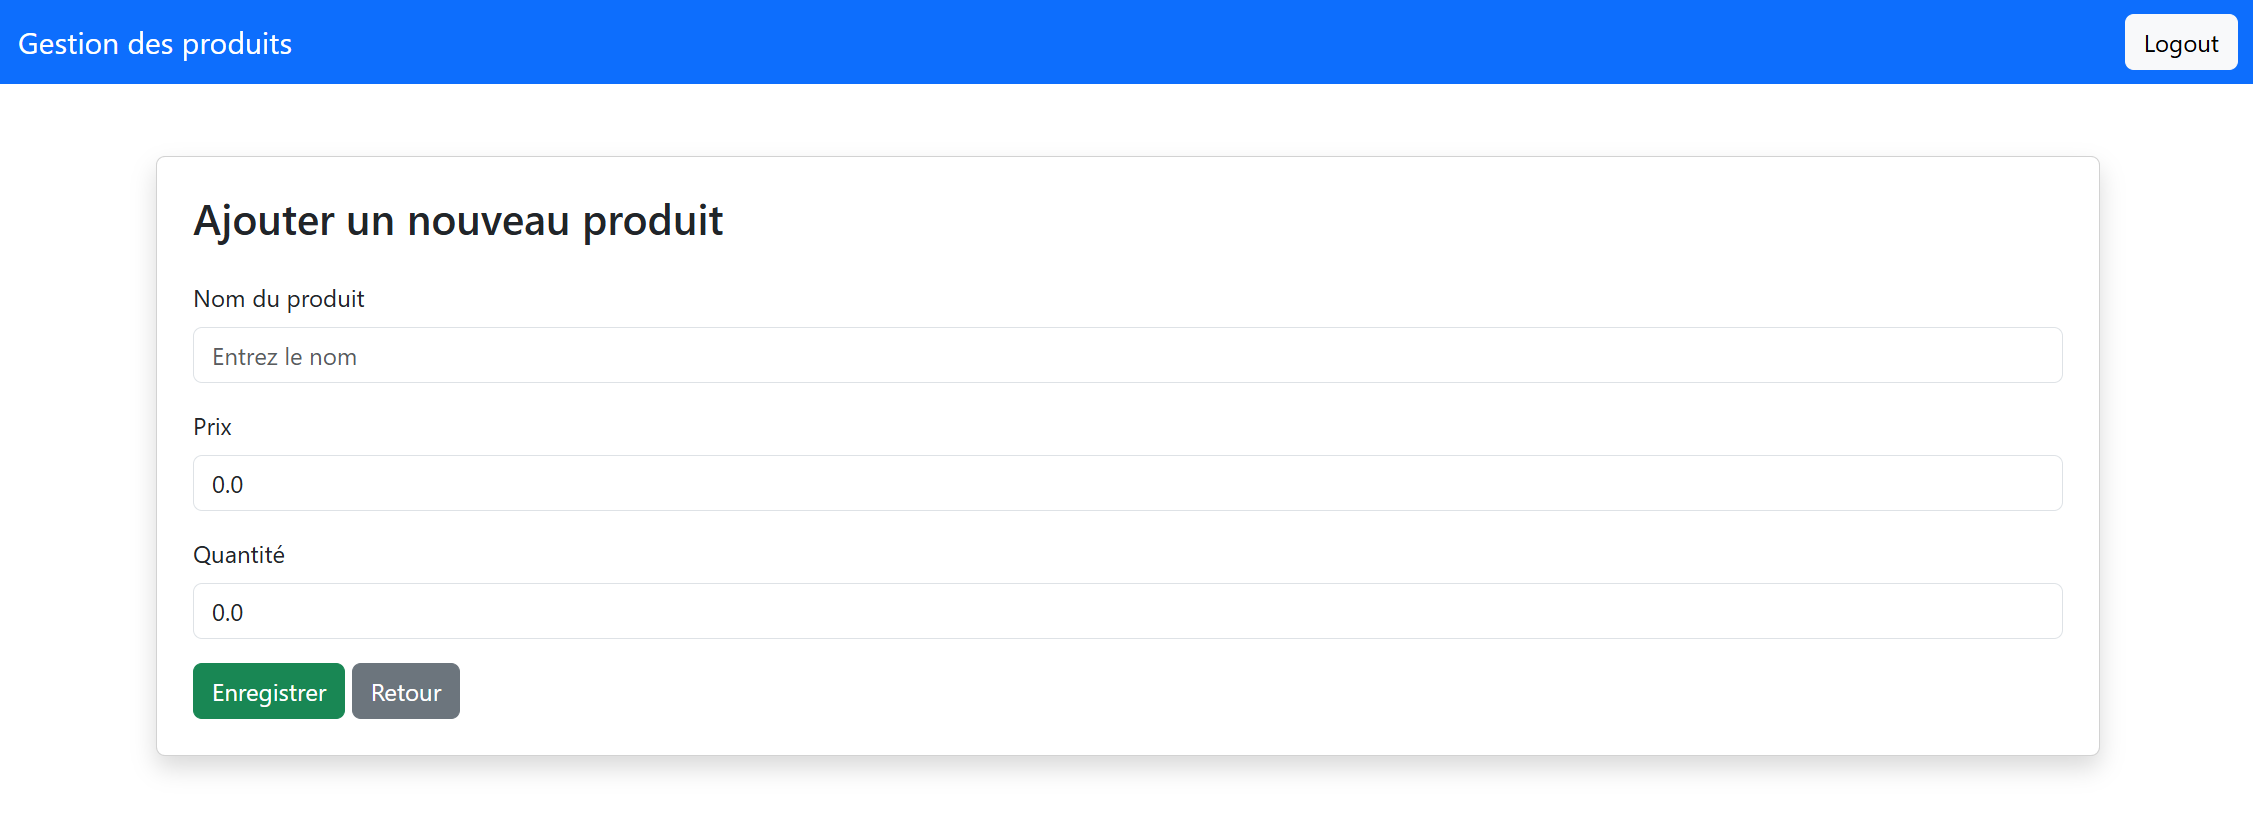 Gestion des produits
Logout
Ajouter un nouveau produit
Nom du produit
Entrez le nom
Prix
0.0
Quantité
0.0
Enregistrer Retour